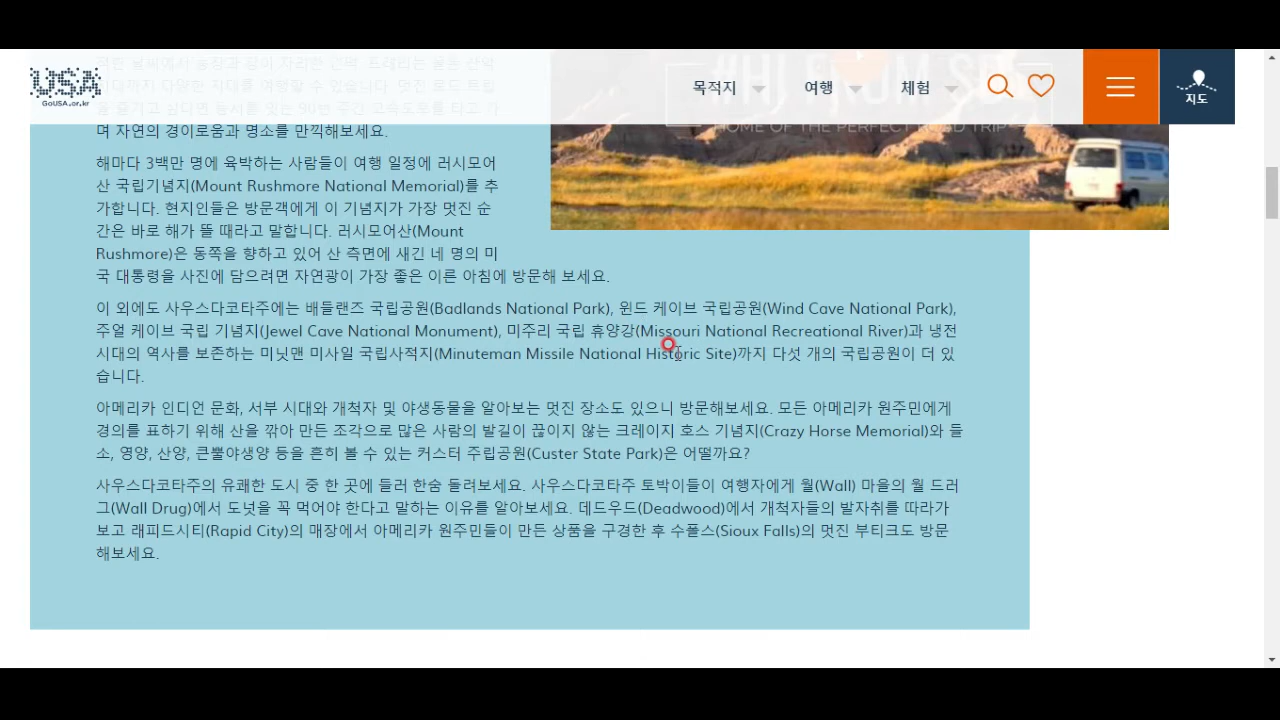 USA
GoUSA.or.kr
목적지
여행
체험
지도
HOME OF THE PERFECT ROAD TRIP
며 자연의 경이로움과 명소를 만끽해보세요.
해마다 3백만 명에 육박하는 사람들이 여행 일정에 러시모어
산 국립기념지(Mount Rushmore National Memorial)를 추
가합니다. 현지인들은 방문객에게 이 기념지가 가장 멋진 순
간은 바로 해가 뜰 때라고 말합니다. 러시모어산(Mount
Rushmore)은 동쪽을 향하고 있어 산 측면에 새긴 네 명의 미
국 대통령을 사진에 담으려면 자연광이 가장 좋은 이른 아침에 방문해 보세요.
이 외에도 사우스다코타주에는 배들랜즈 국립공원(Badlands National Park), 윈드 케이브 국립공원(Wind Cave National Park),
주얼 케이브 국립 기념지(Jewel Cave National Monument), 미주리 국립 휴양강(Missouri National Recreational River)과 냉전
시대의 역사를 보존하는 미닛맨 미사일 국립사적지(Minuteman Missile National Historic Site)까지 다섯 개의 국립공원이 더 있
습니다.
아메리카 인디언 문화, 서부 시대와 개척자 및 야생동물을 알아보는 멋진 장소도 있으니 방문해보세요. 모든 아메리카 원주민에게
경의를 표하기 위해 산을 깎아 만든 조각으로 많은 사람의 발길이 끊이지 않는 크레이지 호스 기념지(Crazy Horse Memorial)와 들
소, 영양, 산양, 큰뿔야생양 등을 흔히 볼 수 있는 커스터 주립공원(Custer State Park)은 어떨까요?
사우스다코타주의 유쾌한 도시 중 한 곳에 들러 한숨 돌려보세요. 사우스다코타주 토박이들이 여행자에게 월(Wall) 마을의 월 드러
그(Wall Drug)에서 도넛을 꼭 먹어야 한다고 말하는 이유를 알아보세요. 데드우드(Deadwood)에서 개척자들의 발자취를 따라가
보고 래피드시티(Rapid City)의 매장에서 아메리카 원주민들이 만든 상품을 구경한 후 수폴스(Sioux Falls)의 멋진 부티크도 방문
해보세요.